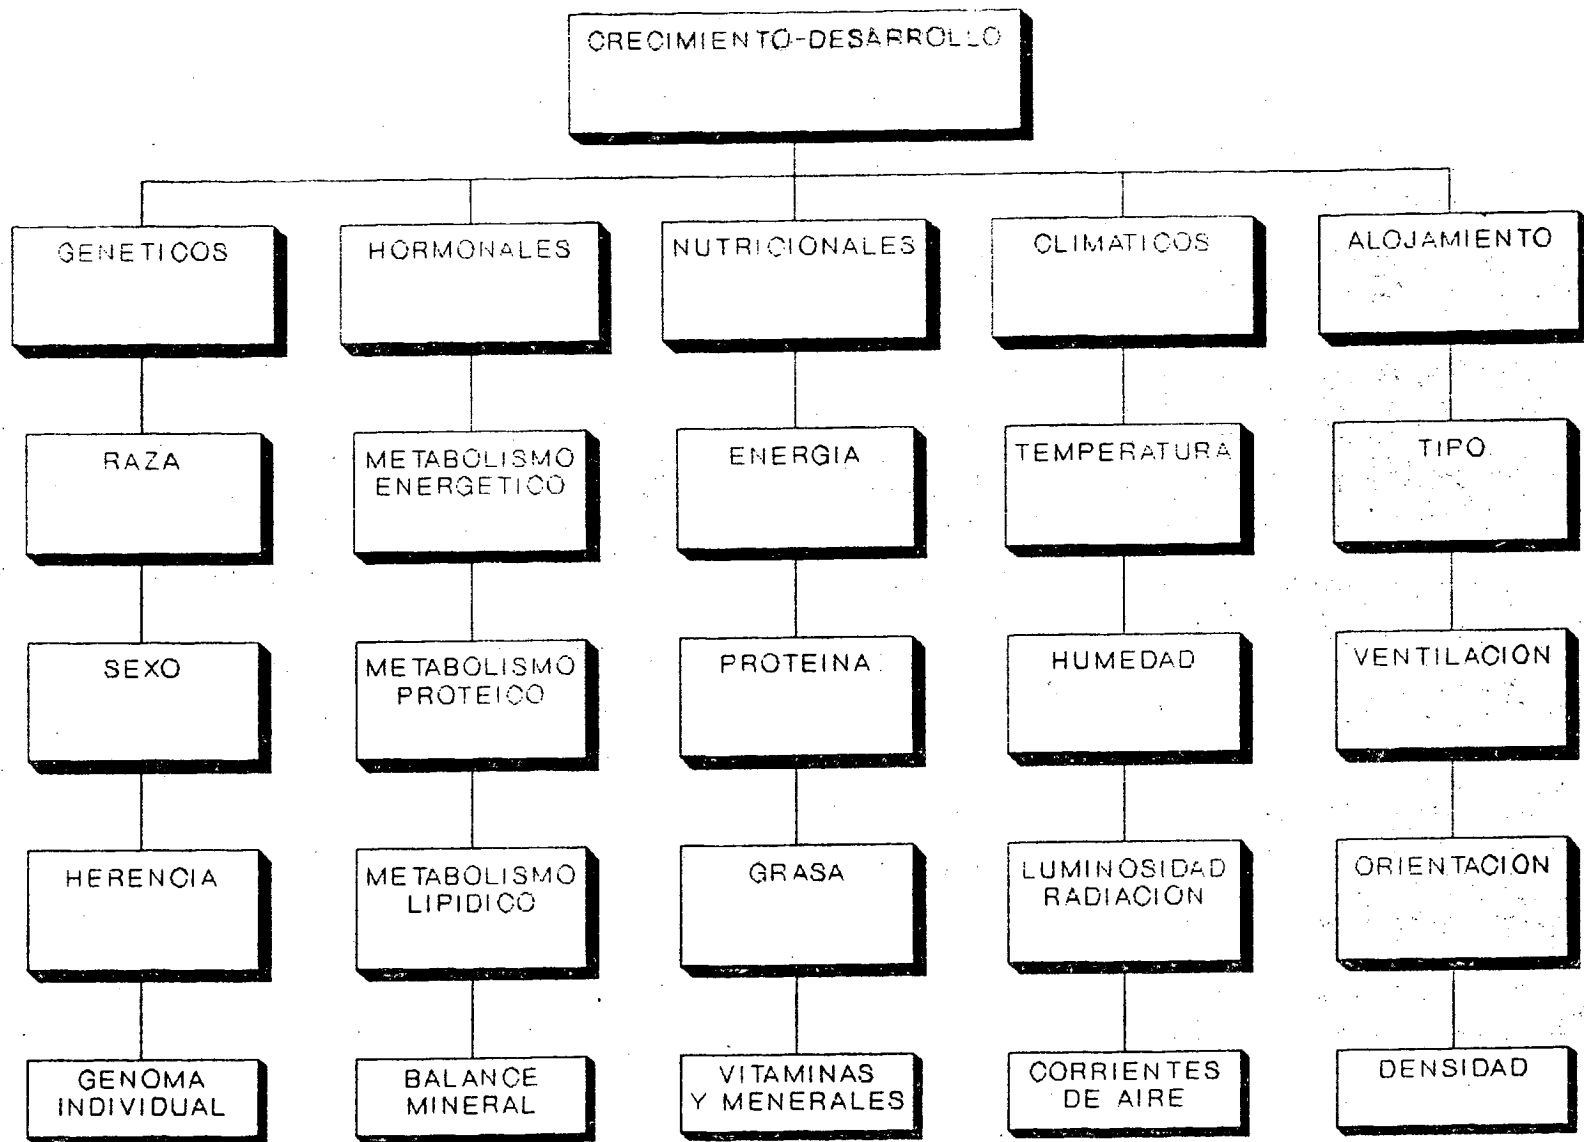 CRECIMIENTO-DESARROLLO
GENETICOS
HORMONALES
NUTRICIONALES
CLIMATICOS
ALOJAMIENTO
RAZA
METABOLISMO
ENERGETICO
ENERGIA
TEMPERATURA
TIPO
SEXO
METABOLISMO
PROTEICO
PROTEINA
HUMEDAD
VENTILACION
HERENCIA
METABOLISMO
LIPIDICO
GRASA
LUMINOSIDAD
RADIACION
ORIENTACION
GENOMA
INDIVIDUAL
BALANCE
MINERAL
VITAMINAS
Y MENERALES
CORRIENTES
DE AIRE
DENSIDAD